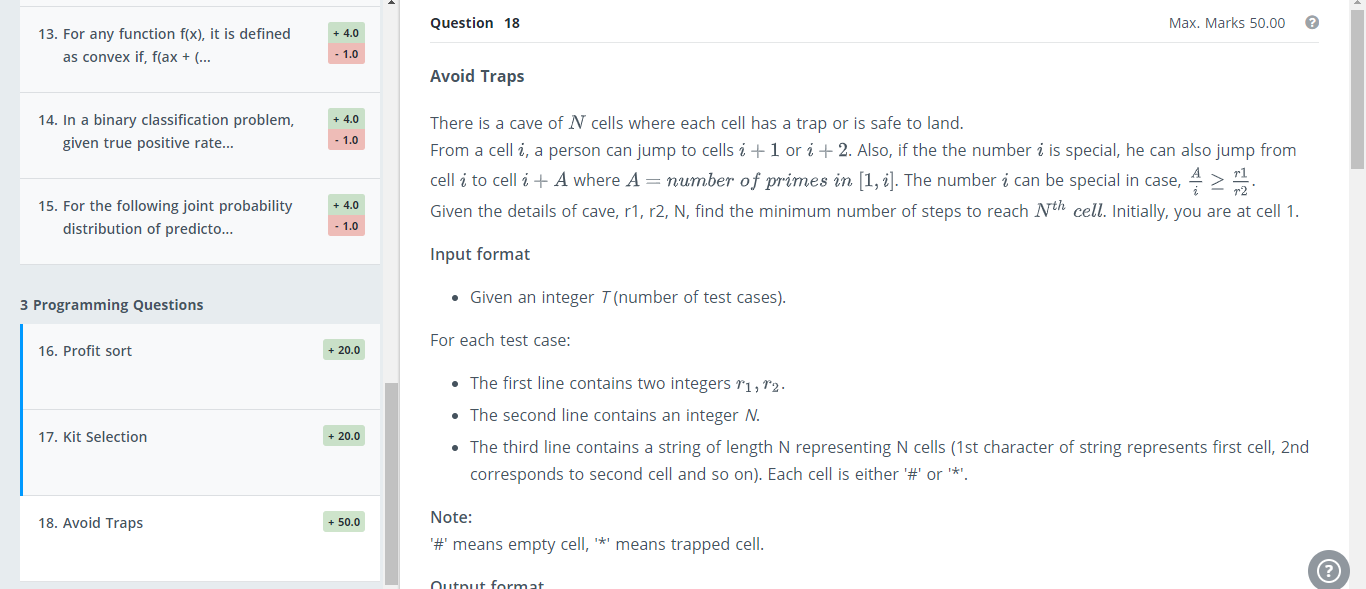 13. For any function f(x), it is defined
as convex if, f(ax + (...
+ 4.0
- 1.0
14. In a binary classification problem,
given true positive rate...
+ 4.0
- 1.0
15. For the following joint probability
distribution of predicto...
+ 4.0
- 1.0
3 Programming Questions
16. Profit sort
+ 20.0
17. Kit Selection
+ 20.0
18. Avoid Traps
+ 50.0
Question 18
Max. Marks 50.00
?
Avoid Traps
There is a cave of N cells where each cell has a trap or is safe to land.
From a cell i, a person can jump to cells i + 1 or i + 2. Also, if the the number i is special, he can also jump from
cell i to cell i + A where A = number of primes in [1, i]. The number i can be special in case, A/i ≥ r1/r2.
Given the details of cave, r1, r2, N, find the minimum number of steps to reach Nth cell. Initially, you are at cell 1.
Input format
• Given an integer T (number of test cases).
For each test case:
• The first line contains two integers r1, r2.
• The second line contains an integer N.
• The third line contains a string of length N representing N cells (1st character of string represents first cell, 2nd
corresponds to second cell and so on). Each cell is either '#' or '*'.
Note:
'#' means empty cell, '*' means trapped cell.
Output format
?